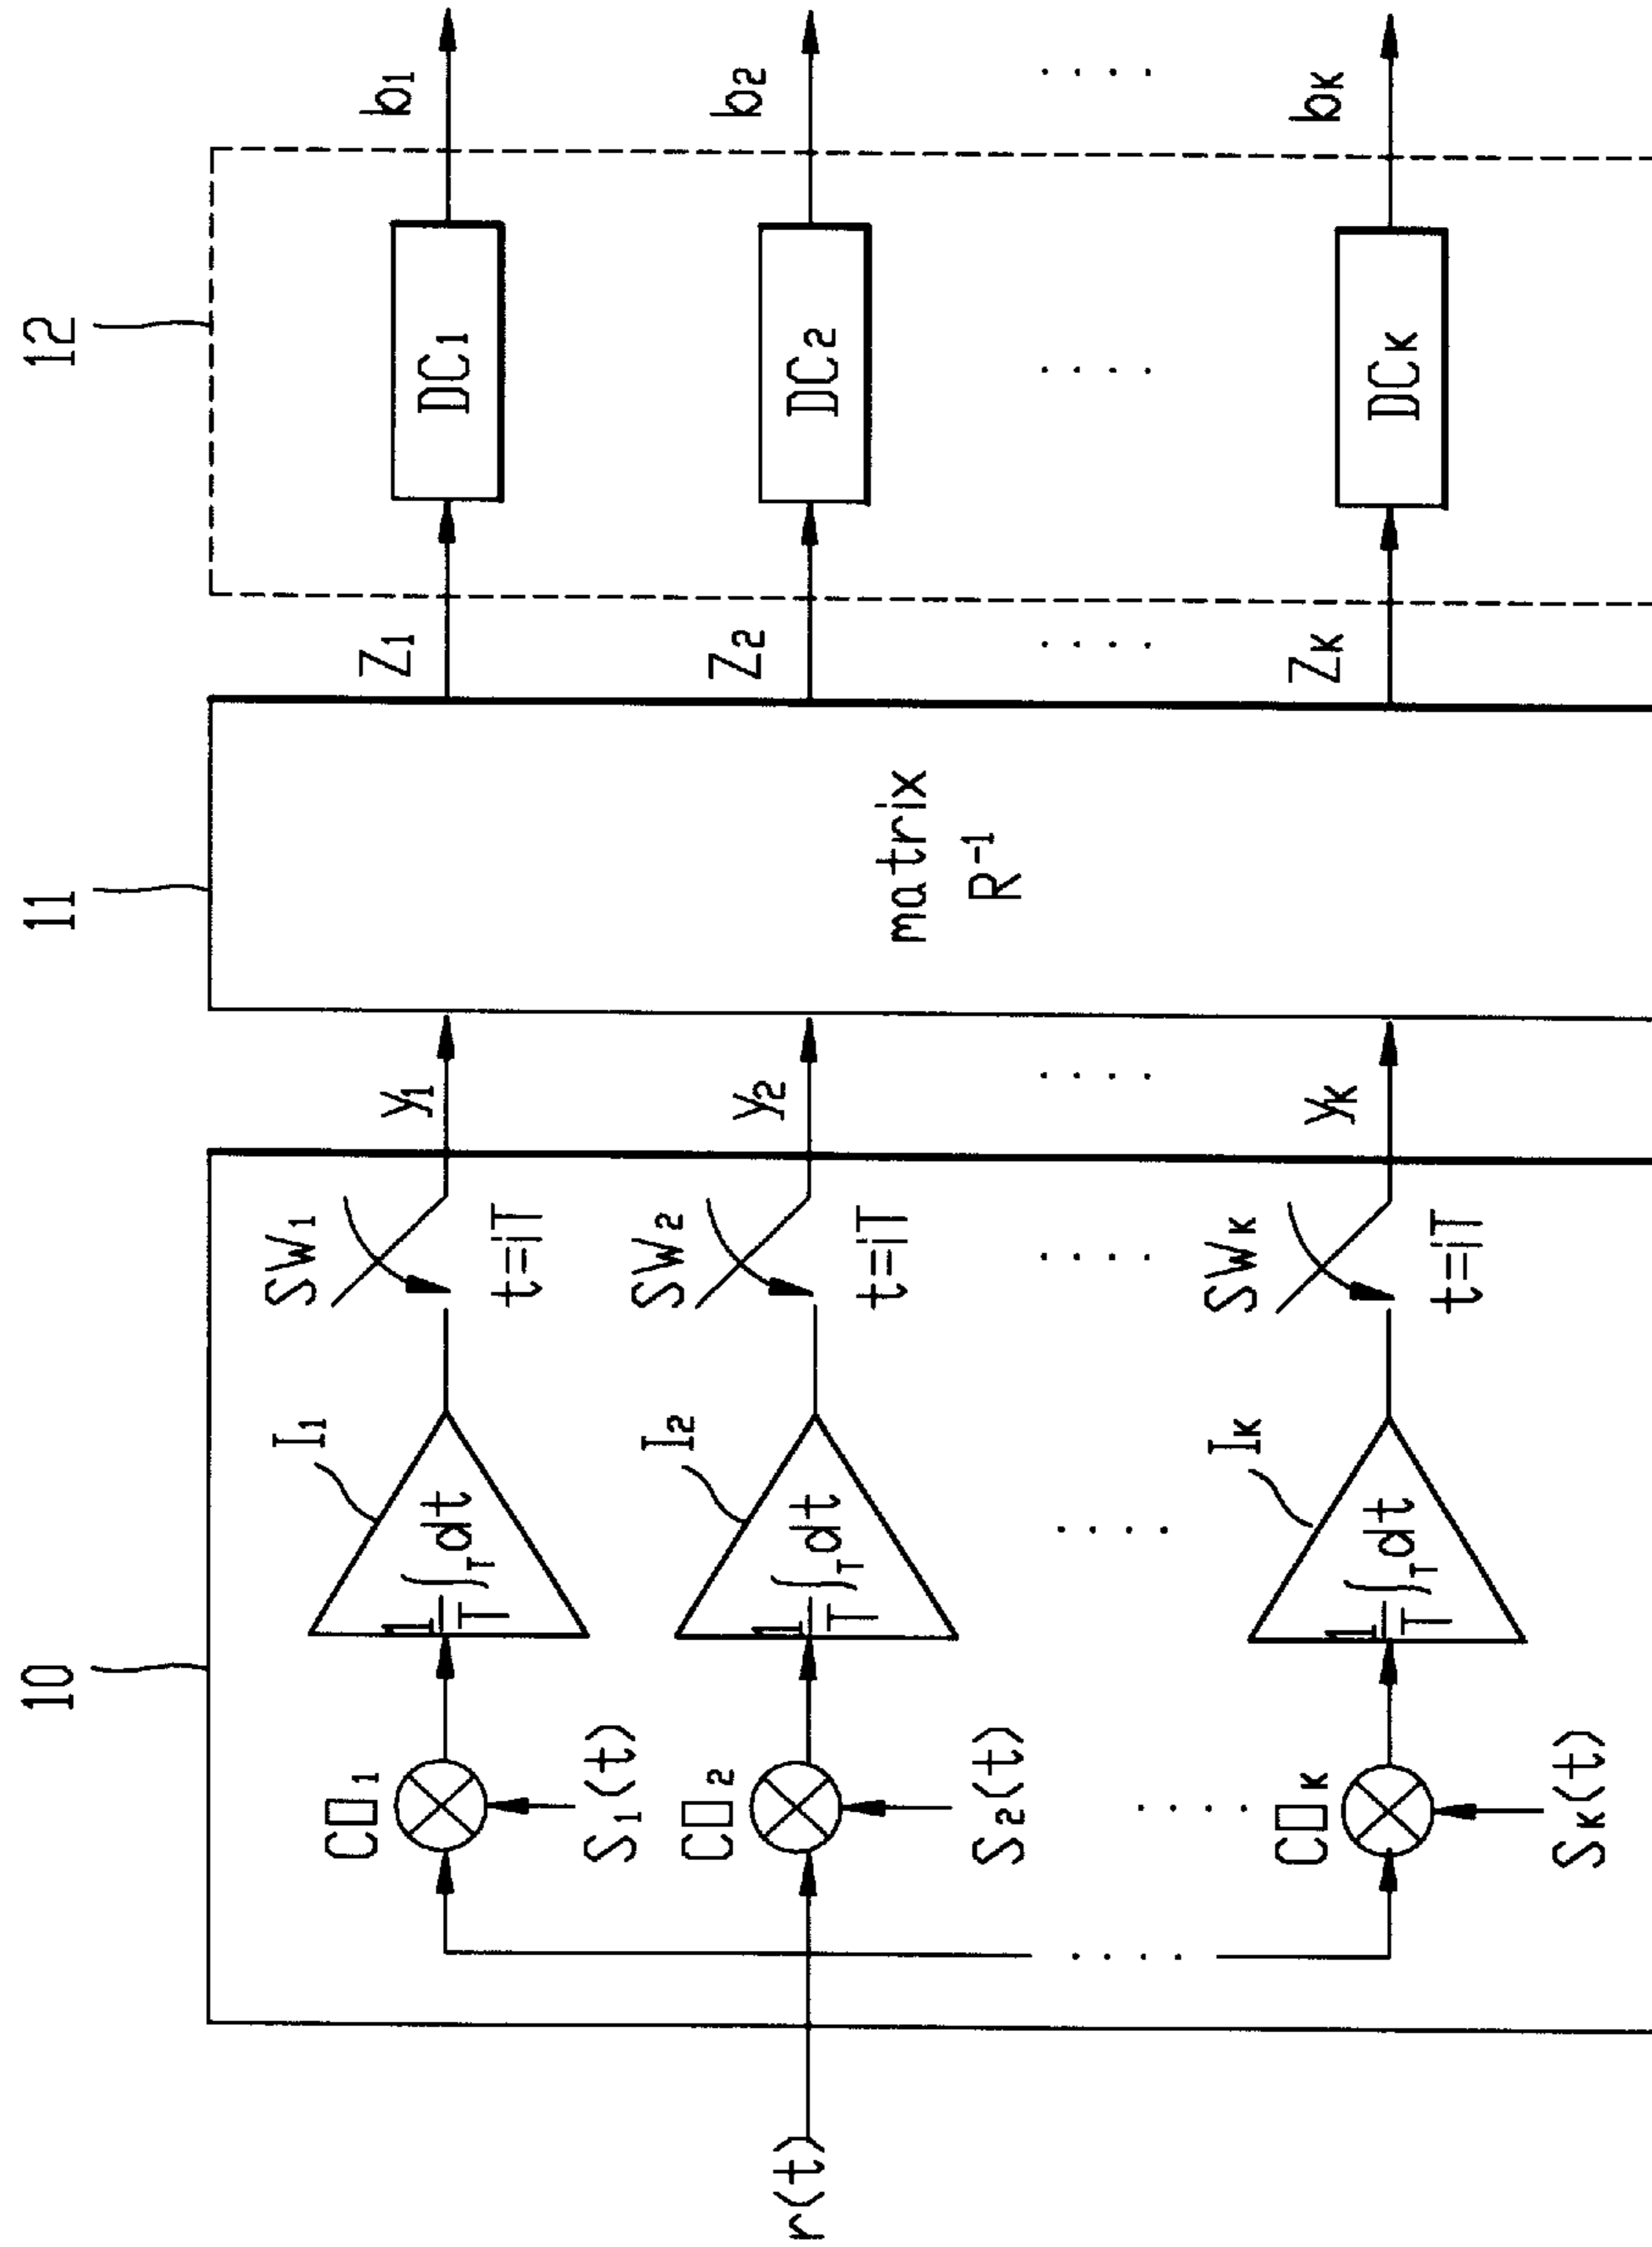 10
11
12
CD₁
I₁
SW₁
y₁
Z₁
b₁
1/T ∫T dt
t=iT
DC₁
S₁(t)
CD₂
I₂
SW₂
y₂
Z₂
b₂
r(t)
1/T ∫T dt
t=iT
DC₂
matrix
R⁻¹
S₂(t)
....
....
....
....
....
....
....
....
CDK
IK
SWK
yK
ZK
bK
1/T ∫T dt
t=iT
DCK
SK(t)